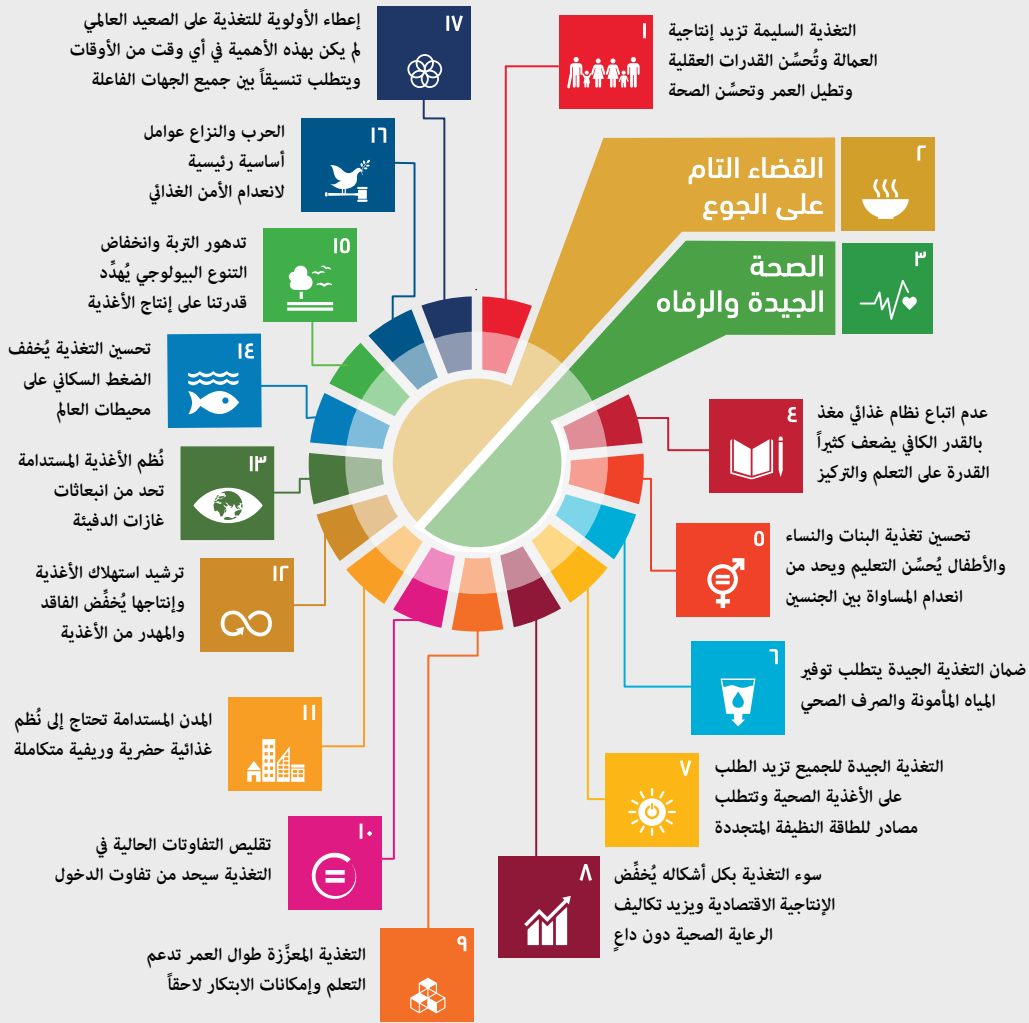 ١
التغذية السليمة تزيد إنتاجية
العمالة وتُحسِّن القدرات العقلية
وتطيل العمر وتحسِّن الصحة
٢
القضاء التام
على الجوع
٣
الصحة
الجيدة والرفاه
٤
عدم اتباع نظام غذائي مغذ
بالقدر الكافي يضعف كثيراً
القدرة على التعلم والتركيز
٥
تحسين تغذية البنات والنساء
والأطفال يُحسِّن التعليم ويحد من
انعدام المساواة بين الجنسين
٦
ضمان التغذية الجيدة يتطلب توفير
المياه المأمونة والصرف الصحي
٧
التغذية الجيدة للجميع تزيد الطلب
على الأغذية الصحية وتتطلب
مصادر للطاقة النظيفة المتجددة
٨
سوء التغذية بكل أشكاله يُخفِّض
الإنتاجية الاقتصادية ويزيد تكاليف
الرعاية الصحية دون داعٍ
٩
التغذية المعزَّزة طوال العمر تدعم
التعلم وإمكانات الابتكار لاحقاً
١٠
تقليص التفاوتات الحالية في
التغذية سيحد من تفاوت الدخول
١١
المدن المستدامة تحتاج إلى نُظم
غذائية حضرية وريفية متكاملة
١٢
ترشيد استهلاك الأغذية
وإنتاجها يُخفِّض الفاقد
والمهدر من الأغذية
١٣
نُظم الأغذية المستدامة
تحد من انبعاثات
غازات الدفيئة
١٤
تحسين التغذية يُخفف
الضغط السكاني على
محيطات العالم
١٥
تدهور التربة وانخفاض
التنوع البيولوجي يُهدِّد
قدرتنا على إنتاج الأغذية
١٦
الحرب والنزاع عوامل
أساسية رئيسية
لانعدام الأمن الغذائي
١٧
إعطاء الأولوية للتغذية على الصعيد العالمي
لم يكن بهذه الأهمية في أي وقت من الأوقات
ويتطلب تنسيقاً بين جميع الجهات الفاعلة